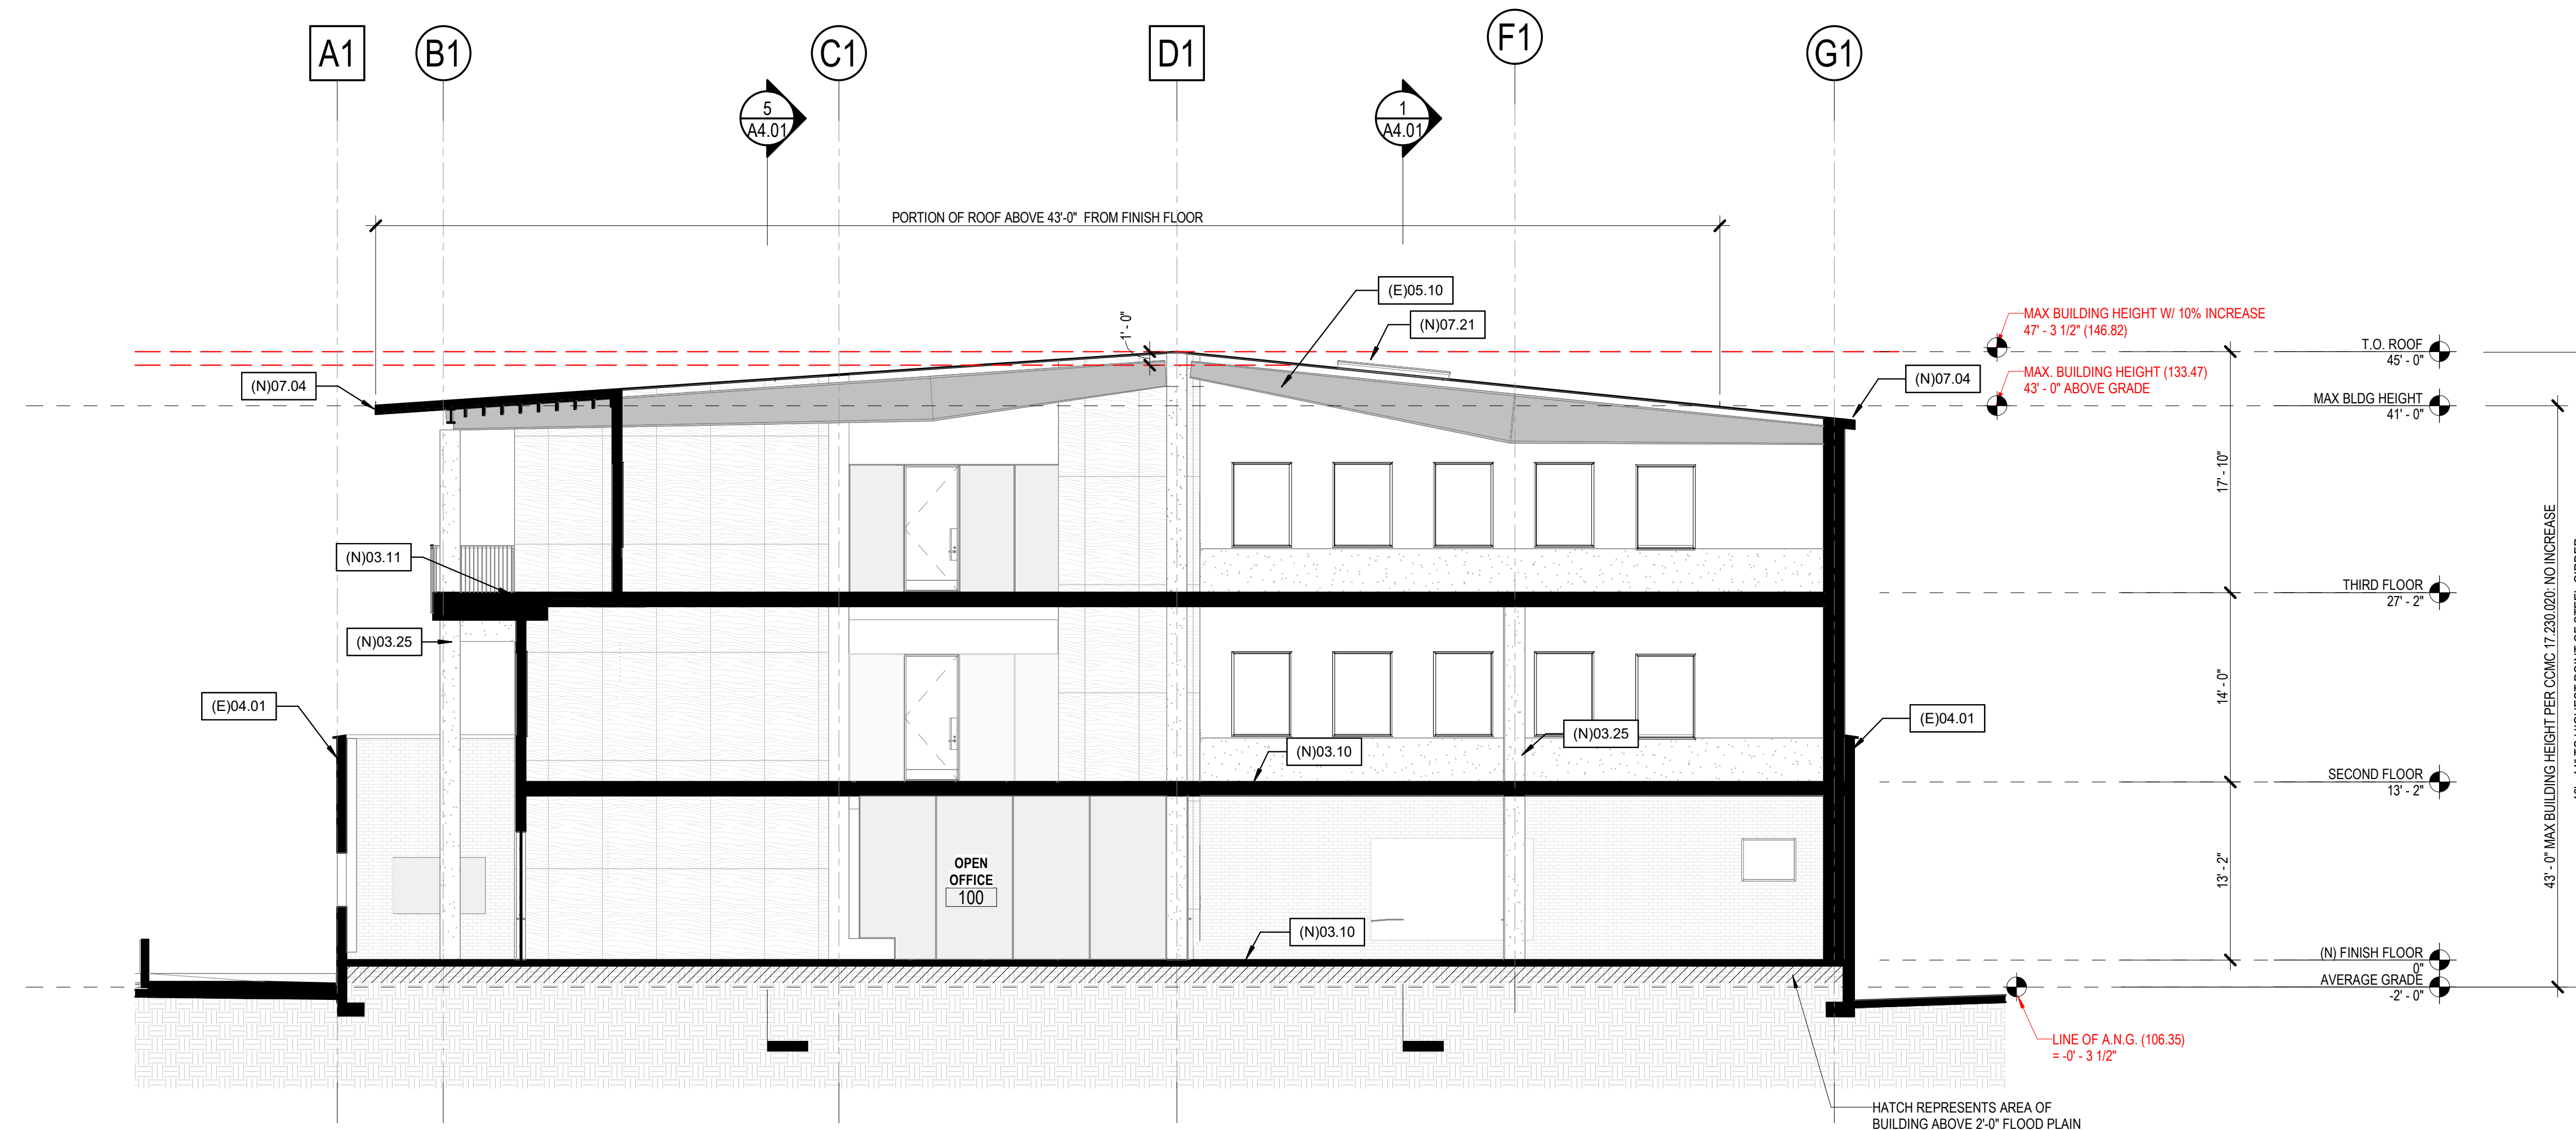 A1
B1
C1
D1
F1
G1
5
A4.01
1
A4.01
PORTION OF ROOF ABOVE 43'-0" FROM FINISH FLOOR
(E)05.10
(N)07.21
1' - 0"
(N)07.04
(N)07.04
MAX BUILDING HEIGHT W/ 10% INCREASE
47' - 3 1/2" (146.82)
MAX. BUILDING HEIGHT (133.47)
43' - 0" ABOVE GRADE
T.O. ROOF
45' - 0"
MAX BLDG HEIGHT
41' - 0"
17' - 10"
(N)03.11
THIRD FLOOR
27' - 2"
(N)03.25
(E)04.01
14' - 0"
(N)03.25
(N)03.10
(E)04.01
SECOND FLOOR
13' - 2"
43' - 0" MAX BUILDING HEIGHT PER CCMC 17.230.020: NO INCREASE
OPEN
OFFICE
100
13' - 2"
(N)03.10
(N) FINISH FLOOR
0"
AVERAGE GRADE
-2' - 0"
LINE OF A.N.G. (106.35)
= -0' - 3 1/2"
HATCH REPRESENTS AREA OF
BUILDING ABOVE 2'-0" FLOOD PLAIN